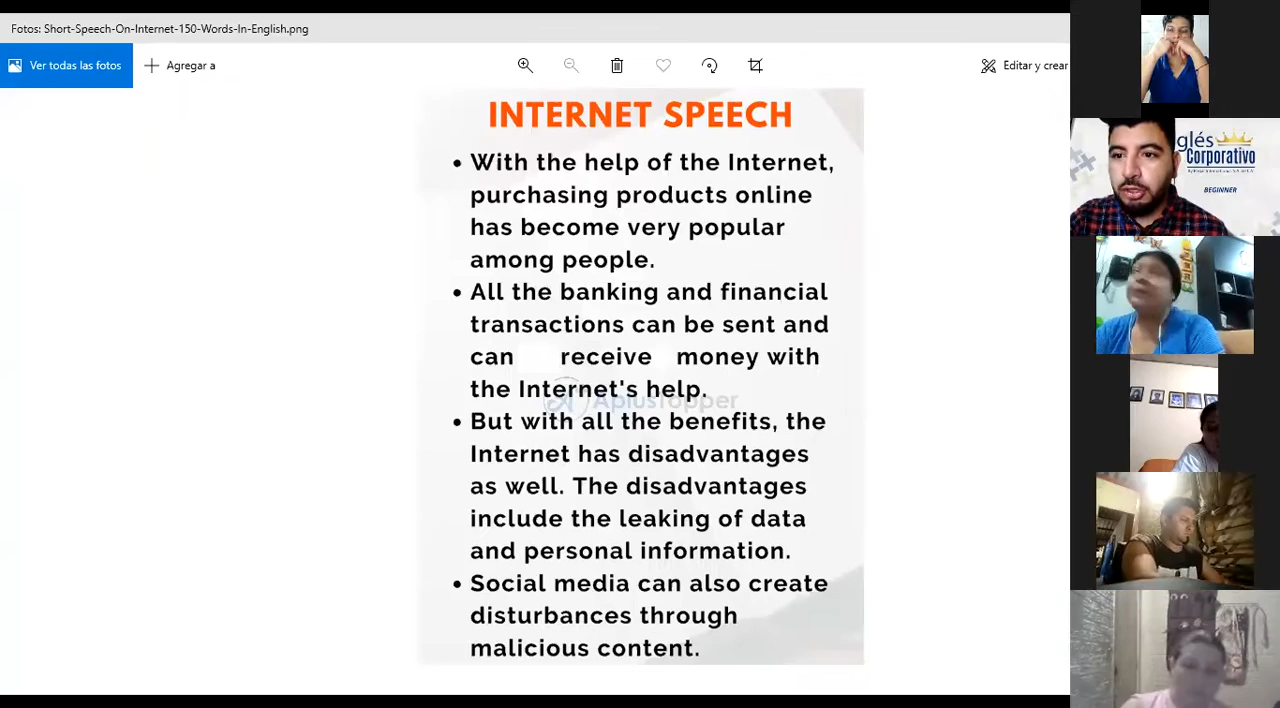 Fotos: Short-Speech-On-Internet-150-Words-In-English.png
Ver todas las fotos
Agregar a
Editar y crear
INTERNET SPEECH
• With the help of the Internet,
purchasing products online
has become very popular
among people.
• All the banking and financial
transactions can be sent and
can receive money with
the Internet's help.
AplusTopper
• But with all the benefits, the
Internet has disadvantages
as well. The disadvantages
include the leaking of data
and personal information.
• Social media can also create
disturbances through
malicious content.
glés
Corporativo
BEGINNER